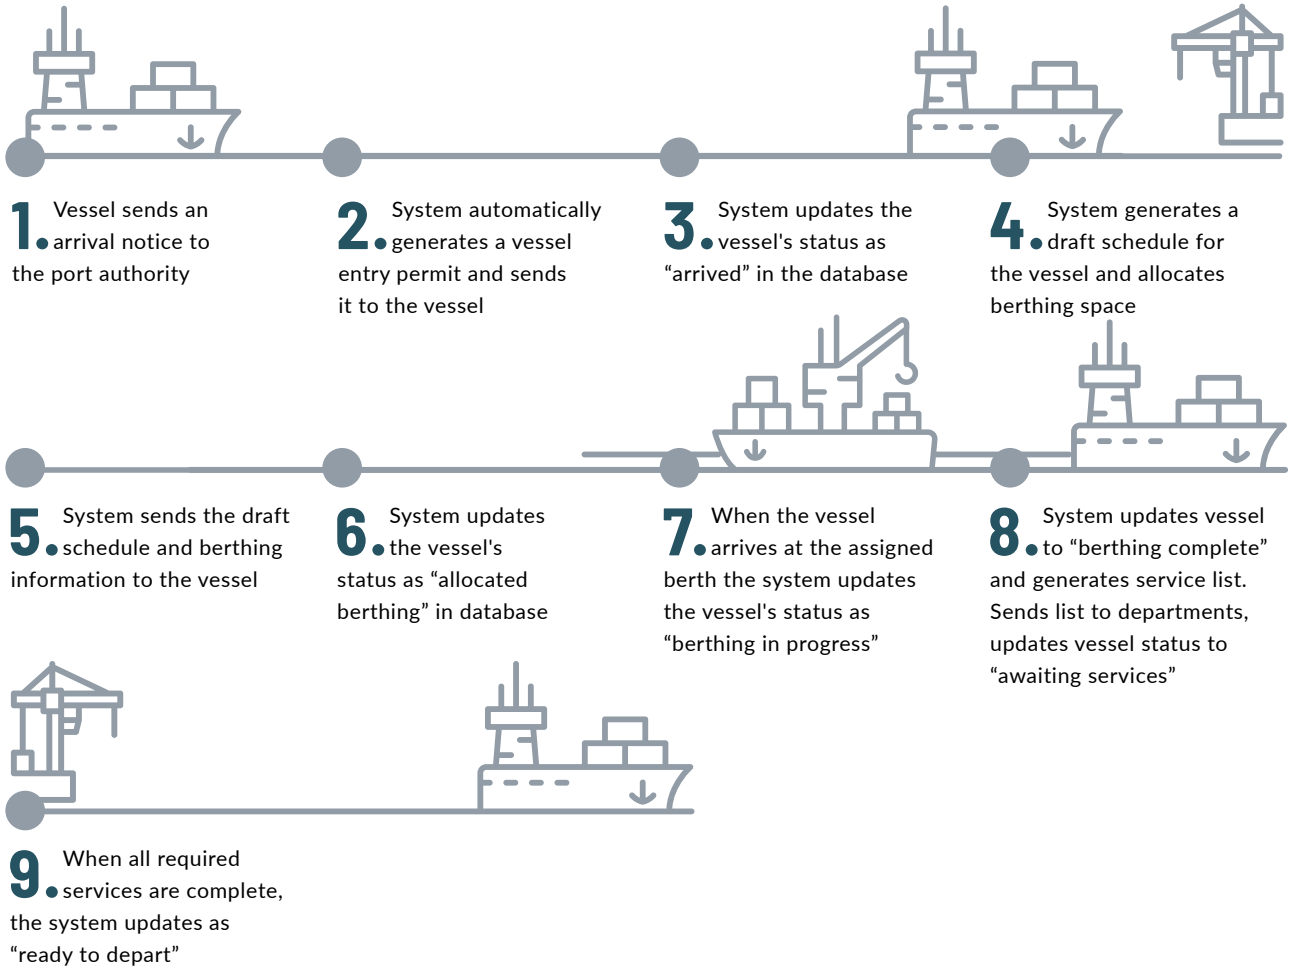 1. Vessel sends an
arrival notice to
the port authority
2. System automatically
generates a vessel
entry permit and sends
it to the vessel
3. System updates the
vessel's status as
“arrived” in the database
4. System generates a
draft schedule for
the vessel and allocates
berthing space
5. System sends the draft
schedule and berthing
information to the vessel
6. System updates
the vessel's
status as “allocated
berthing” in database
7. When the vessel
arrives at the assigned
berth the system updates
the vessel's status as
“berthing in progress”
8. System updates vessel
to “berthing complete”
and generates service list.
Sends list to departments,
updates vessel status to
“awaiting services”
9. When all required
services are complete,
the system updates as
“ready to depart”